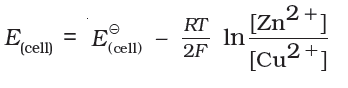 E(cell) = E⊖(cell) − RT/2F ln [Zn2+]/[Cu2+]